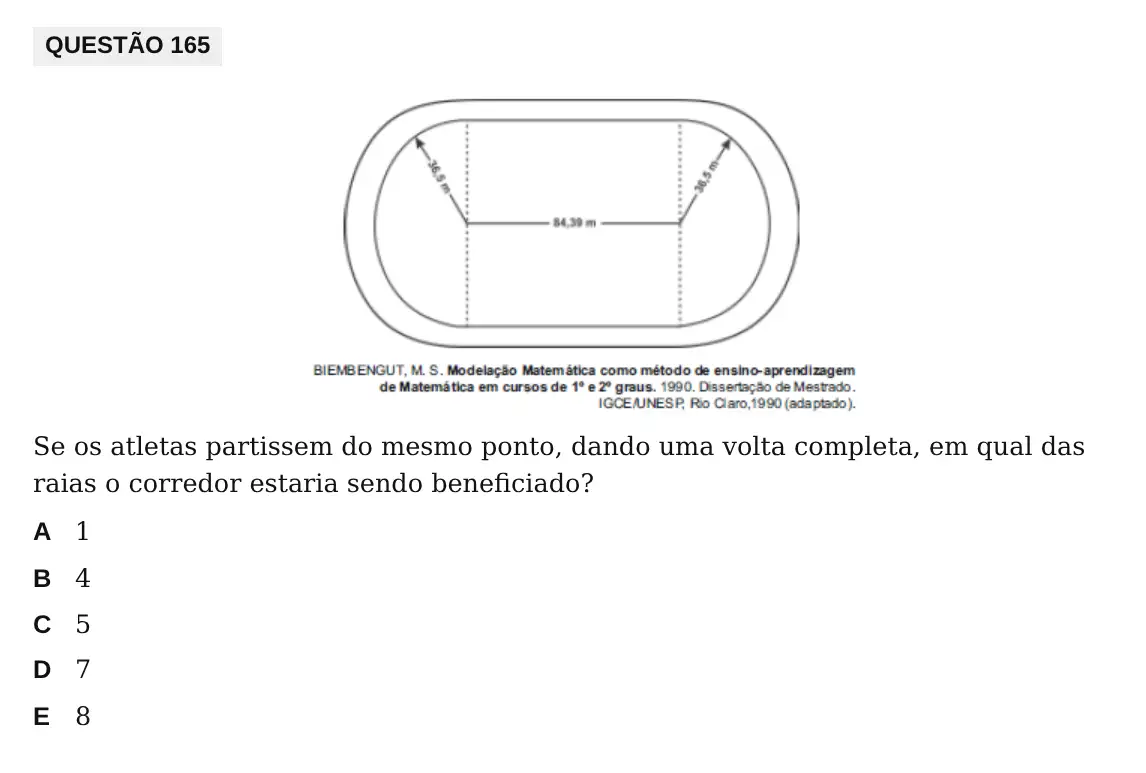 QUESTÃO 165
36,5 m
36,5 m
84,39 m
BIEMBENGUT, M. S. Modelação Matemática como método de ensino-aprendizagem
de Matemática em cursos de 1º e 2º graus. 1990. Dissertação de Mestrado.
IGCE/UNESP, Rio Claro,1990 (adaptado).
Se os atletas partissem do mesmo ponto, dando uma volta completa, em qual das
raias o corredor estaria sendo beneficiado?
A 1
B 4
C 5
D 7
E 8